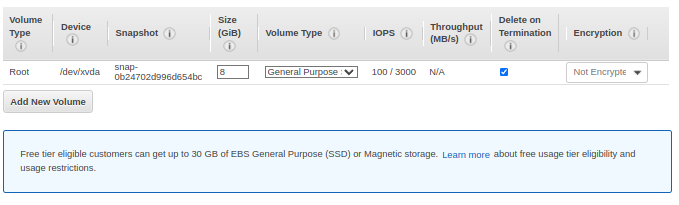 Volume Type Device Snapshot Size (GiB) Volume Type IOPS Throughput (MB/s) Delete on Termination Encryption
Root /dev/xvda snap-0b24702d996d654bc 8 General Purpose 100 / 3000 N/A Not Encrypte
Add New Volume
Free tier eligible customers can get up to 30 GB of EBS General Purpose (SSD) or Magnetic storage. Learn more about free usage tier eligibility and
usage restrictions.